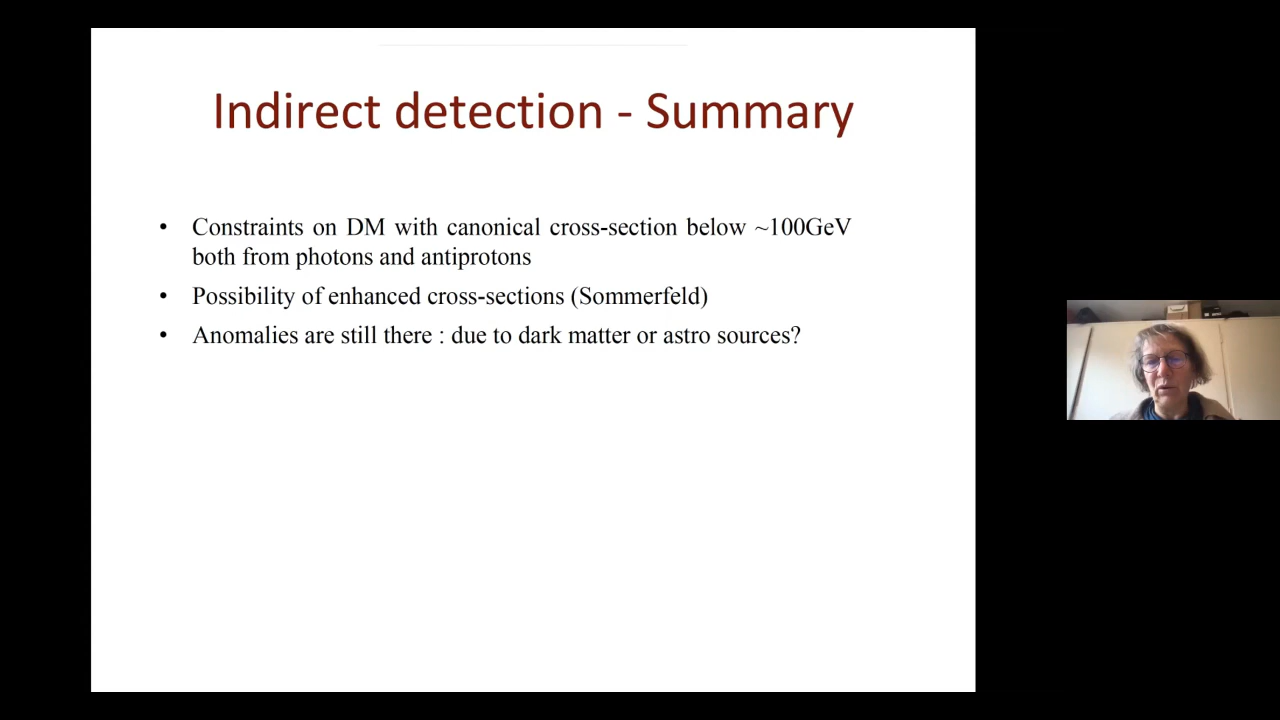 Indirect detection - Summary
• Constraints on DM with canonical cross-section below ~100GeV
both from photons and antiprotons
• Possibility of enhanced cross-sections (Sommerfeld)
• Anomalies are still there : due to dark matter or astro sources?